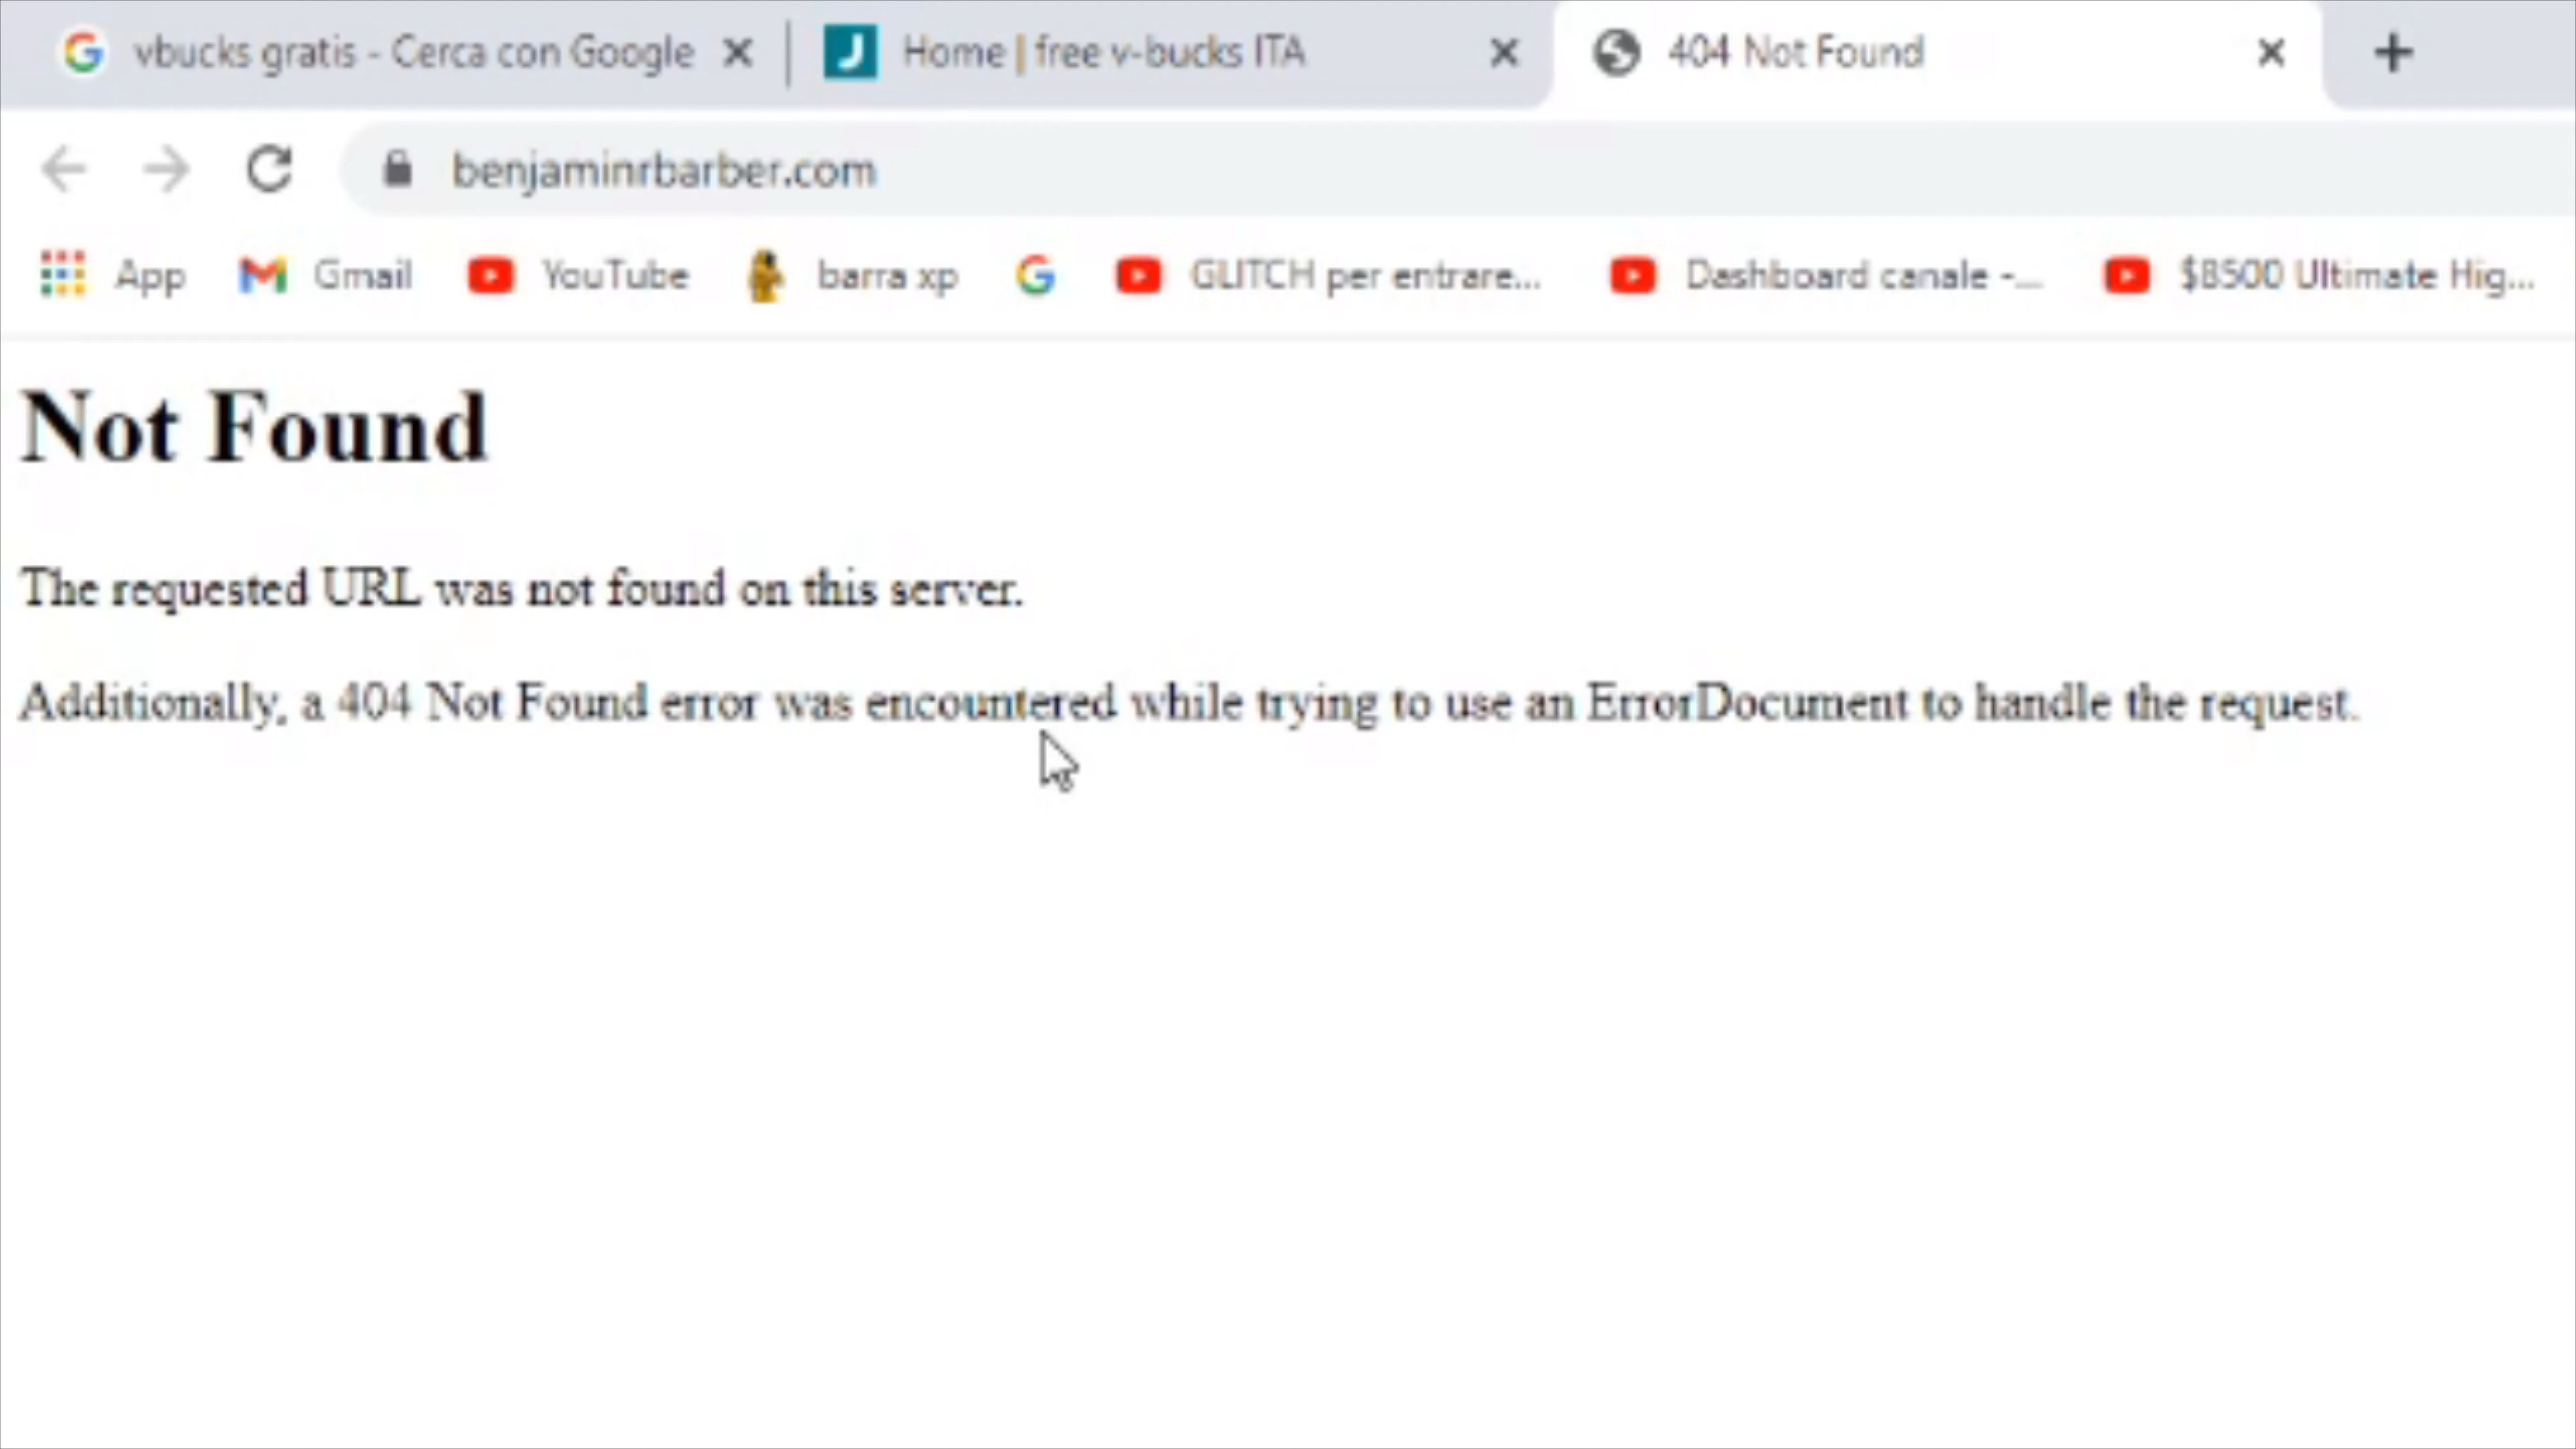 vbucks gratis - Cerca con Google
Home | free v-bucks ITA
404 Not Found
benjaminrbarber.com
App Gmail YouTube barra xp GLITCH per entrare... Dashboard canale -... $8500 Ultimate Hig...
Not Found
The requested URL was not found on this server.
Additionally, a 404 Not Found error was encountered while trying to use an ErrorDocument to handle the request.